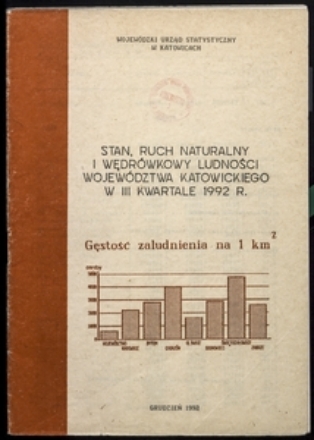 WOJEWÓDZKI URZĄD STATYSTYCZNY
W KATOWICACH
STAN, RUCH NATURALNY
I WĘDRÓWKOWY LUDNOŚCI
WOJEWÓDZTWA KATOWICKIEGO
W III KWARTALE 1992 R.
Gęstość zaludnienia na 1 km²
GRUDZIEŃ 1992